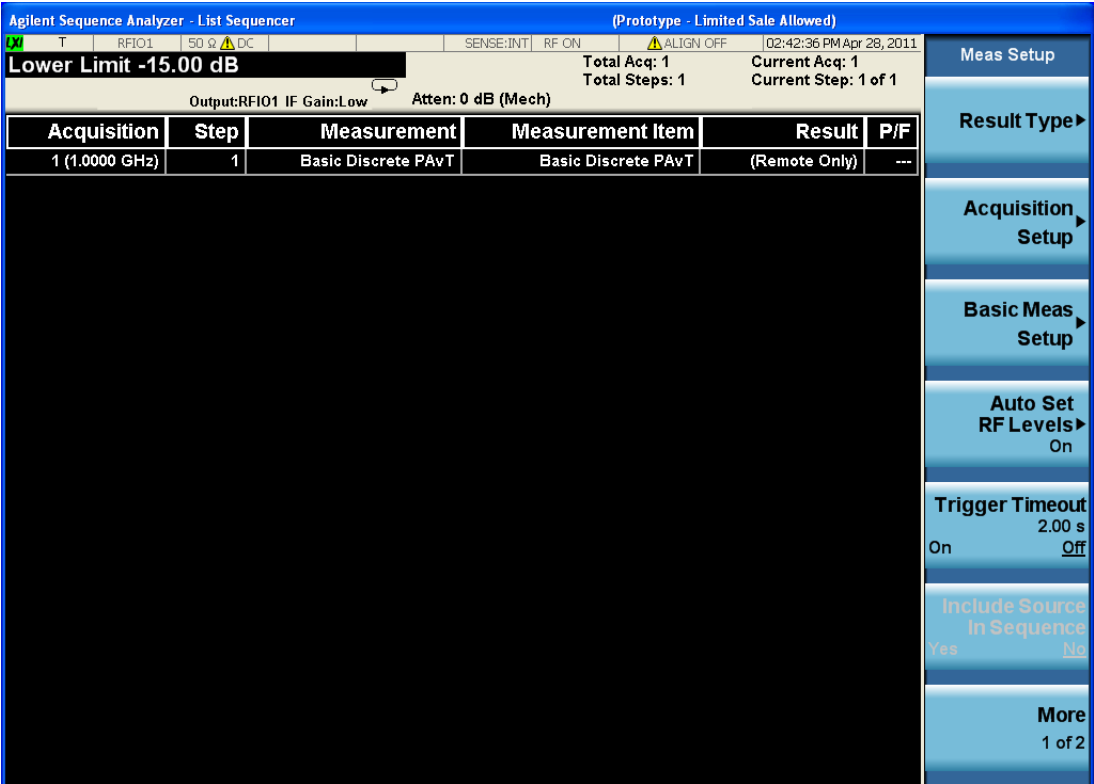 Agilent Sequence Analyzer - List Sequencer (Prototype - Limited Sale Allowed)
LXI T RFIO1 50 Ω DC SENSE:INT RF ON ALIGN OFF 02:42:36 PM Apr 28, 2011
Lower Limit -15.00 dB
Total Acq: 1 Current Acq: 1
Total Steps: 1 Current Step: 1 of 1
Output:RFIO1 IF Gain:Low Atten: 0 dB (Mech)
Acquisition Step Measurement Measurement Item Result P/F
1 (1.0000 GHz) 1 Basic Discrete PAvT Basic Discrete PAvT (Remote Only) ---
Meas Setup
Result Type
Acquisition
Setup
Basic Meas
Setup
Auto Set
RF Levels
On
Trigger Timeout
2.00 s
On Off
Include Source
In Sequence
Yes No
More
1 of 2